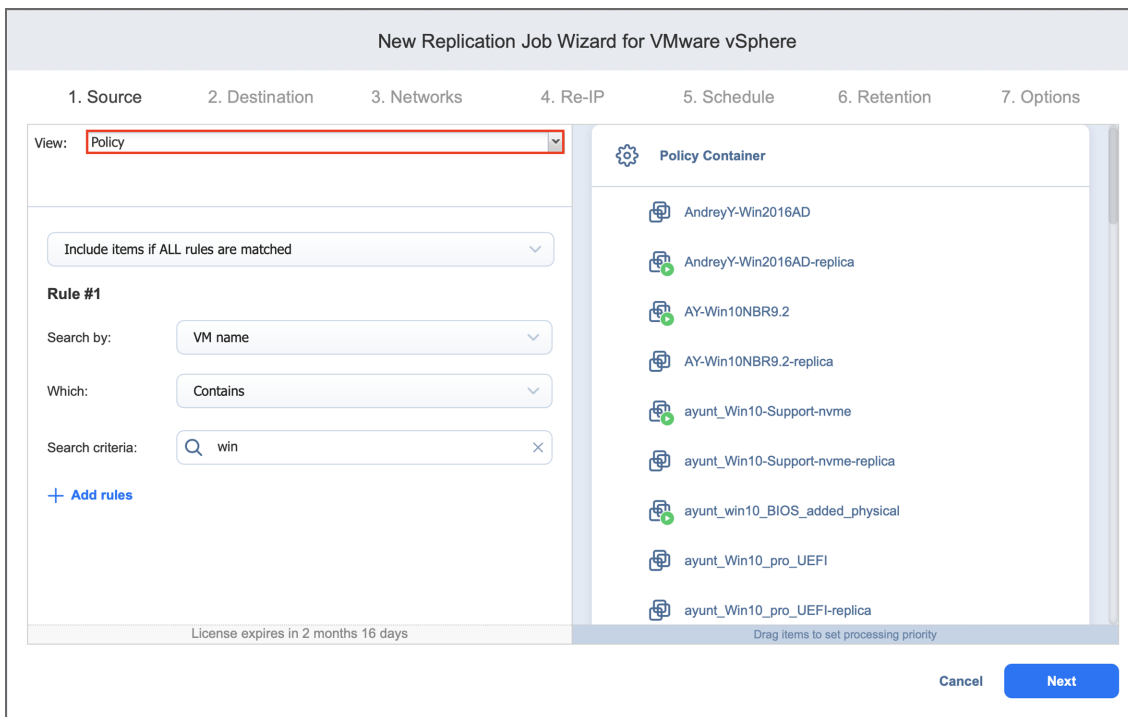 New Replication Job Wizard for VMware vSphere
1. Source 2. Destination 3. Networks 4. Re-IP 5. Schedule 6. Retention 7. Options
View: Policy
Include items if ALL rules are matched
Rule #1
Search by: VM name
Which: Contains
Search criteria: win
Add rules
License expires in 2 months 16 days
Policy Container
AndreyY-Win2016AD
AndreyY-Win2016AD-replica
AY-Win10NBR9.2
AY-Win10NBR9.2-replica
ayunt_Win10-Support-nvme
ayunt_Win10-Support-nvme-replica
ayunt_win10_BIOS_added_physical
ayunt_Win10_pro_UEFI
ayunt_Win10_pro_UEFI-replica
Drag items to set processing priority
Cancel Next